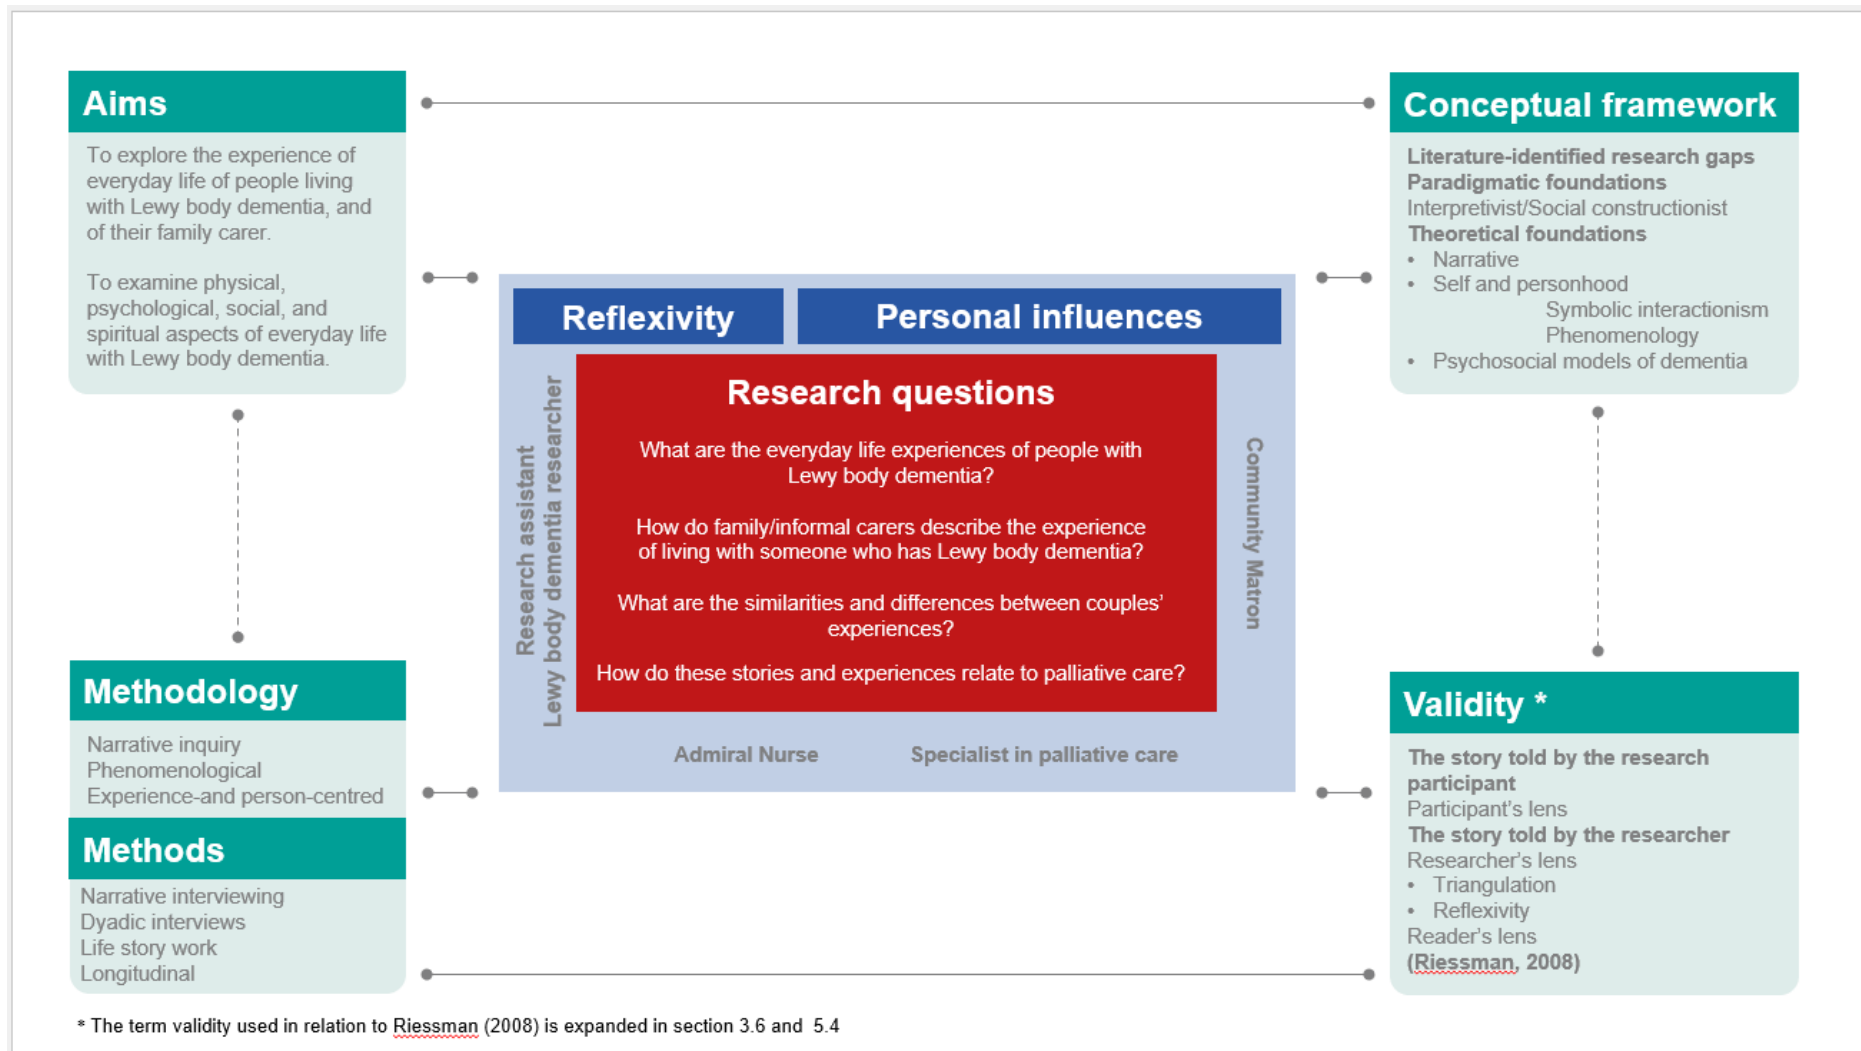 Aims
To explore the experience of
everyday life of people living
with Lewy body dementia, and
of their family carer.
To examine physical,
psychological, social, and
spiritual aspects of everyday life
with Lewy body dementia.
Conceptual framework
Literature-identified research gaps
Paradigmatic foundations
Interpretivist/Social constructionist
Theoretical foundations
• Narrative
• Self and personhood
Symbolic interactionism
Phenomenology
• Psychosocial models of dementia
Reflexivity
Personal influences
Research assistant
Lewy body dementia researcher
Research questions
What are the everyday life experiences of people with
Lewy body dementia?
How do family/informal carers describe the experience
of living with someone who has Lewy body dementia?
What are the similarities and differences between couples’
experiences?
How do these stories and experiences relate to palliative care?
Community Matron
Admiral Nurse
Specialist in palliative care
Methodology
Narrative inquiry
Phenomenological
Experience-and person-centred
Methods
Narrative interviewing
Dyadic interviews
Life story work
Longitudinal
Validity *
The story told by the research
participant
Participant’s lens
The story told by the researcher
Researcher’s lens
• Triangulation
• Reflexivity
Reader’s lens
(Riessman, 2008)
* The term validity used in relation to Riessman (2008) is expanded in section 3.6 and 5.4